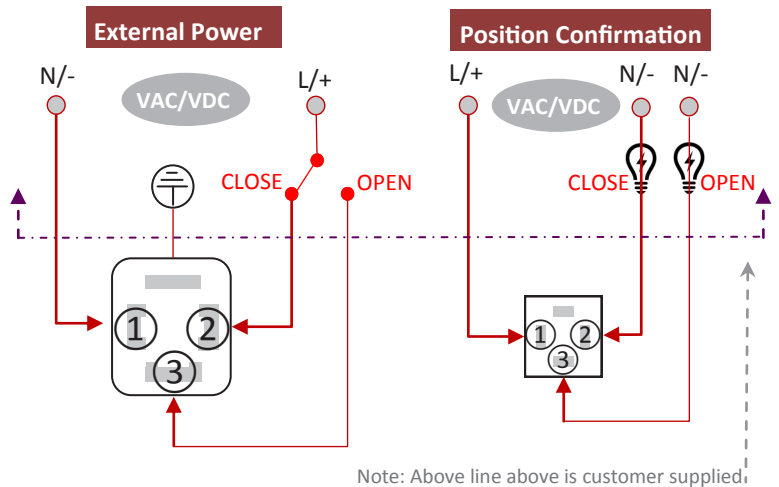 External Power
Position Confirmation
N/-
VAC/VDC
L/+
L/+
VAC/VDC
N/-
N/-
CLOSE
OPEN
CLOSE
OPEN
1
2
3
1
2
3
Note: Above line above is customer supplied